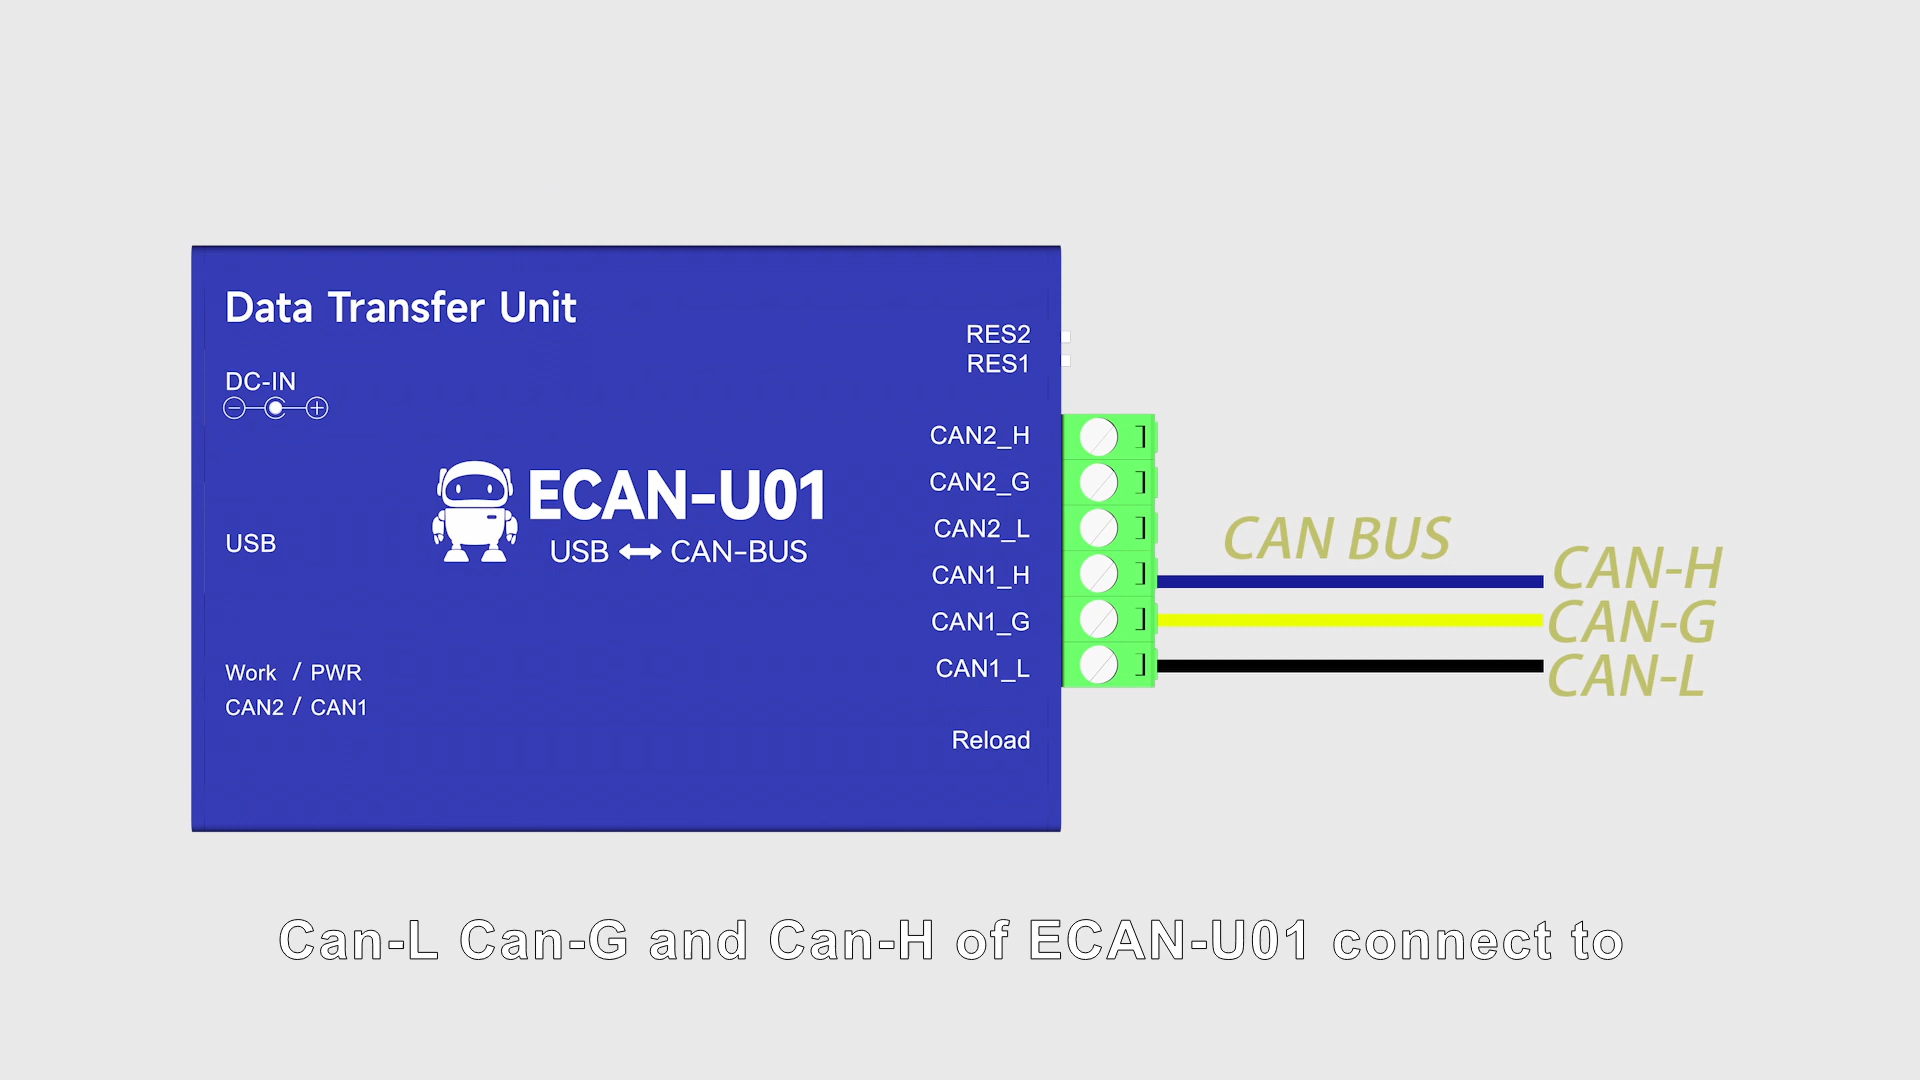 Data Transfer Unit
RES2
RES1
DC-IN
CAN2_H
CAN2_G
CAN2_L
CAN1_H
CAN1_G
CAN1_L
ECAN-U01
USB ↔ CAN-BUS
USB
CAN BUS
CAN-H
CAN-G
CAN-L
Work / PWR
CAN2 / CAN1
Reload
Can-L Can-G and Can-H of ECAN-U01 connect to